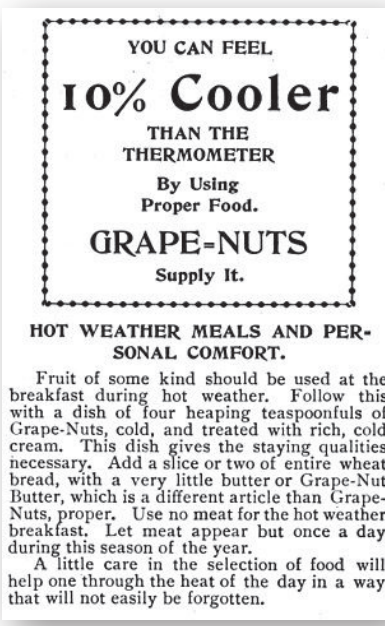 YOU CAN FEEL
10% Cooler
THAN THE
THERMOMETER
By Using
Proper Food.
GRAPE=NUTS
Supply It.
HOT WEATHER MEALS AND PER-
SONAL COMFORT.
Fruit of some kind should be used at the
breakfast during hot weather. Follow this
with a dish of four heaping teaspoonfuls of
Grape-Nuts, cold, and treated with rich, cold
cream. This dish gives the staying qualities
necessary. Add a slice or two of entire wheat
bread, with a very little butter or Grape-Nut
Butter, which is a different article than Grape-
Nuts, proper. Use no meat for the hot weather
breakfast. Let meat appear but once a day
during this season of the year.
A little care in the selection of food will
help one through the heat of the day in a way
that will not easily be forgotten.